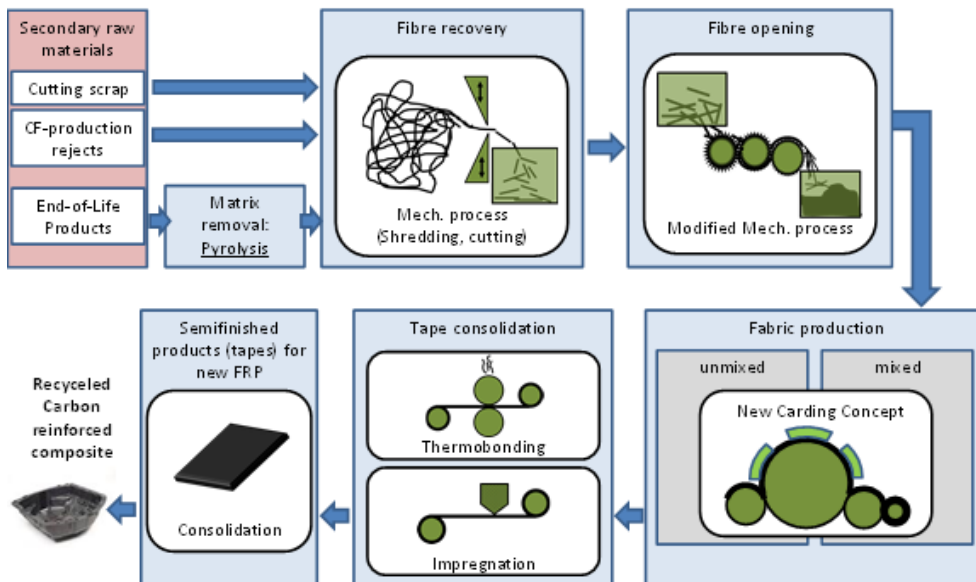 Secondary raw
materials
Cutting scrap
CF-production
rejects
End-of-Life
Products
Matrix
removal:
Pyrolysis
Fibre recovery
Mech. process
(Shredding, cutting)
Fibre opening
Modified Mech. process
Fabric production
unmixed
mixed
New Carding Concept
Tape consolidation
Thermobonding
Impregnation
Semifinished
products (tapes) for
new FRP
Consolidation
Recyceled
Carbon
reinforced
composite